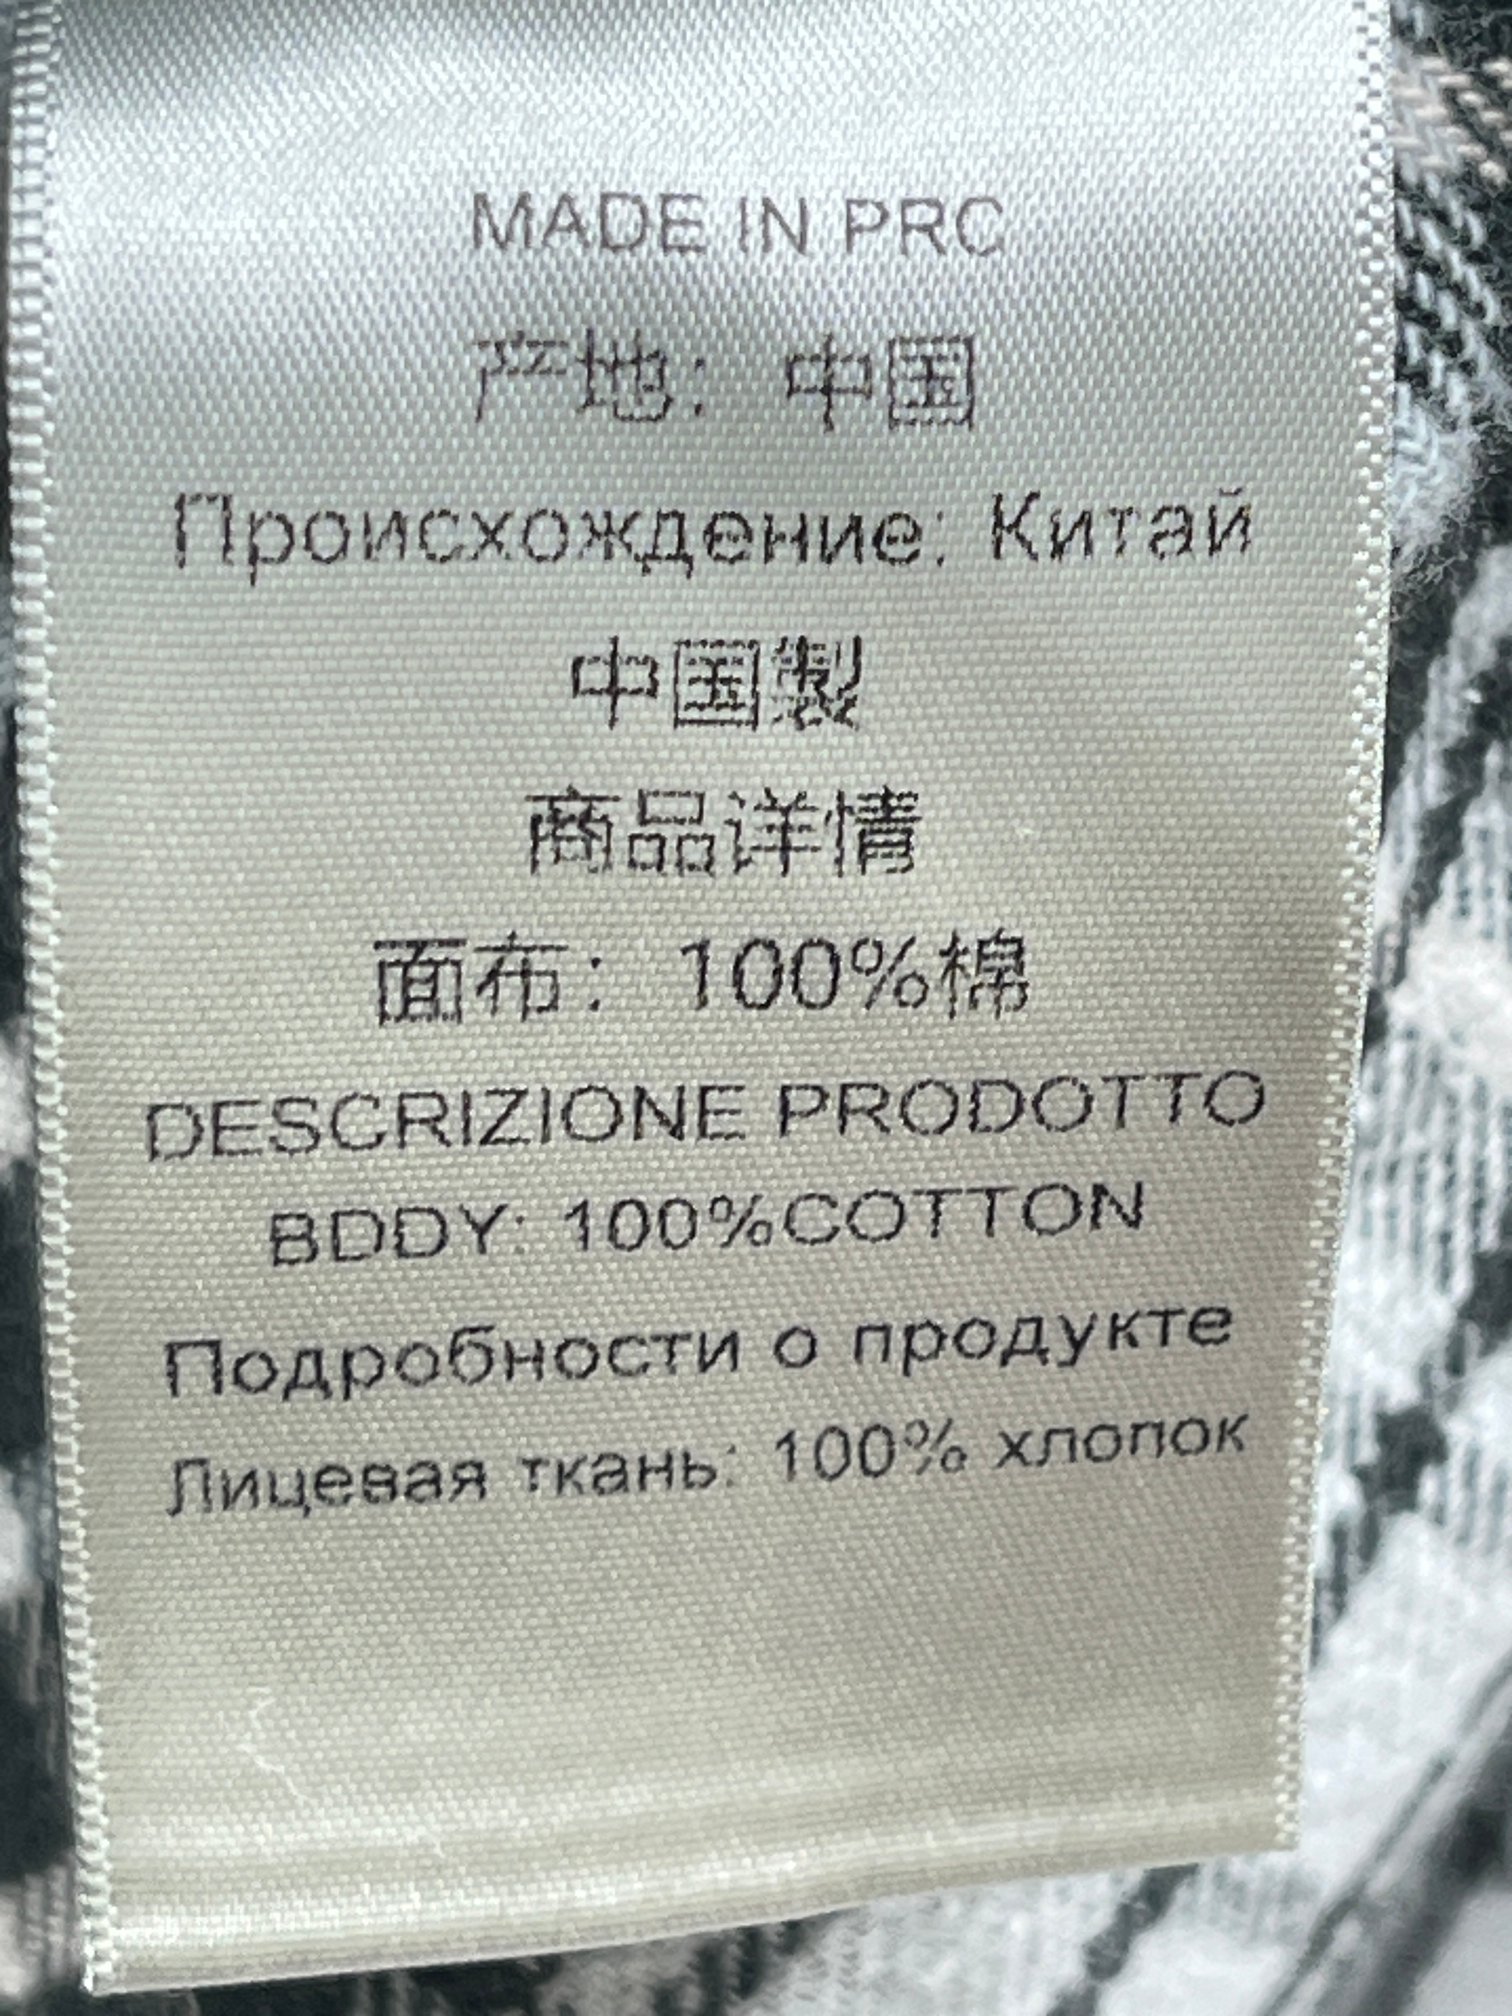 MADE IN PRC
产地：中国
Происхождение: Китай
中国製
商品详情
面布：100%棉
DESCRIZIONE PRODOTTO
BDDY: 100%COTTON
Подробности о продукте
Лицевая ткань: 100% хлопок